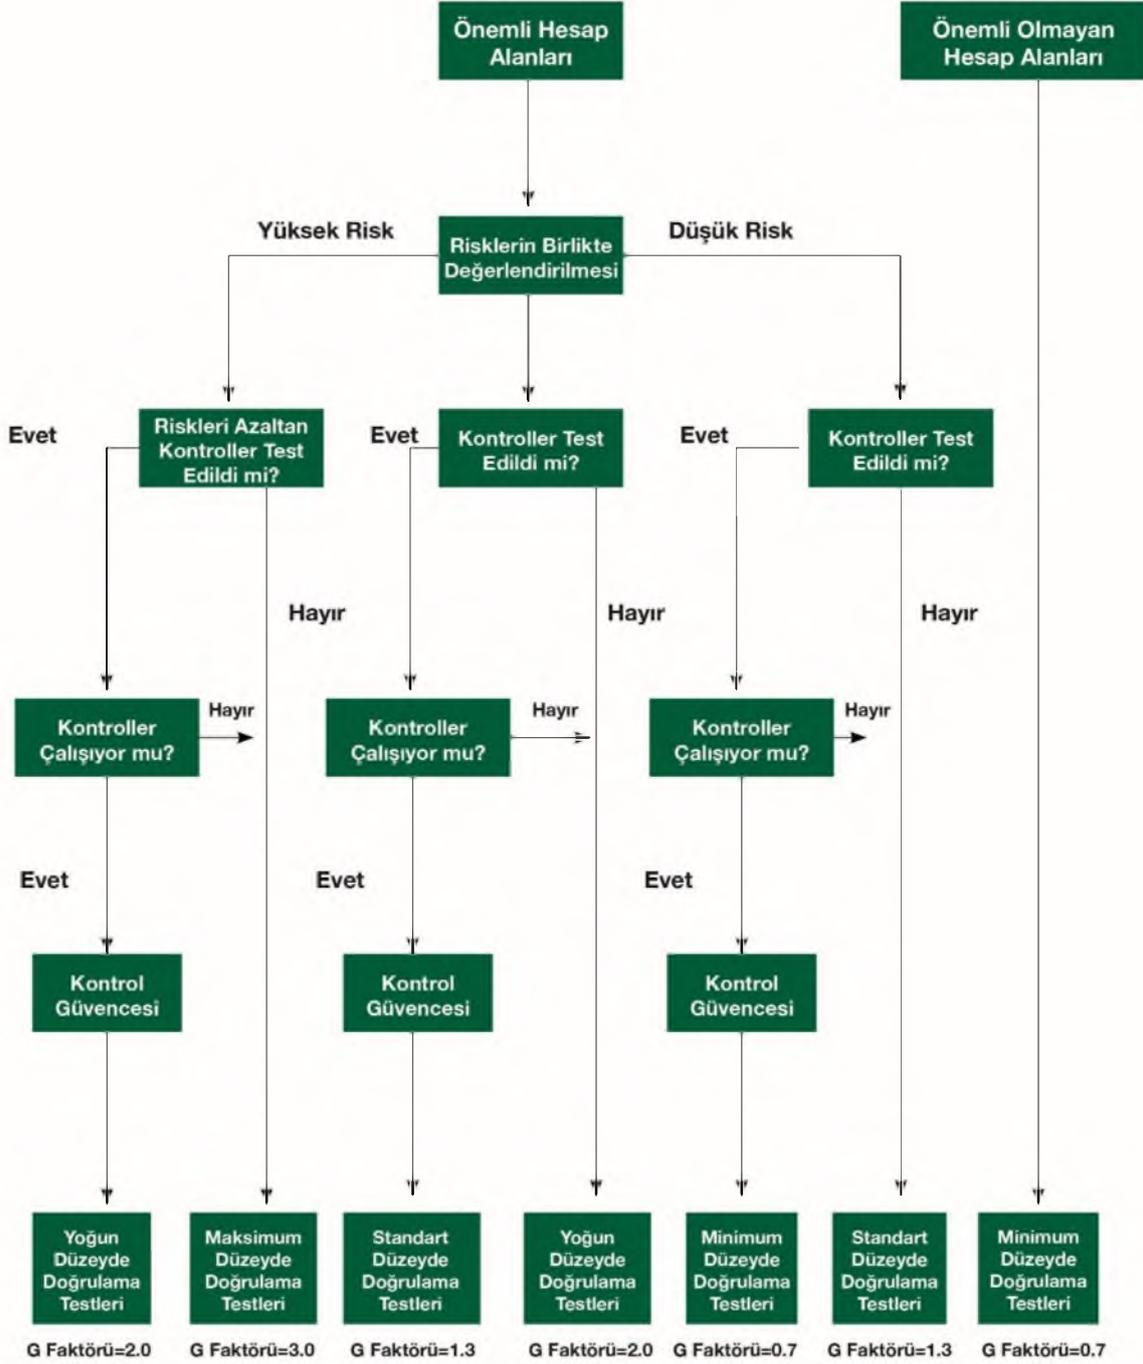 Önemli Hesap
Alanları
Önemli Olmayan
Hesap Alanları
Yüksek Risk
Risklerin Birlikte
Değerlendirilmesi
Düşük Risk
Evet
Riskleri Azaltan
Kontroller Test
Edildi mi?
Evet
Kontroller Test
Edildi mi?
Evet
Kontroller Test
Edildi mi?
Hayır
Hayır
Hayır
Kontroller
Çalışıyor mu?
Hayır
Kontroller
Çalışıyor mu?
Hayır
Kontroller
Çalışıyor mu?
Hayır
Evet
Evet
Evet
Kontrol
Güvencesi
Kontrol
Güvencesi
Kontrol
Güvencesi
Yoğun
Düzeyde
Doğrulama
Testleri
Maksimum
Düzeyde
Doğrulama
Testleri
Standart
Düzeyde
Doğrulama
Testleri
Yoğun
Düzeyde
Doğrulama
Testleri
Minimum
Düzeyde
Doğrulama
Testleri
Standart
Düzeyde
Doğrulama
Testleri
Minimum
Düzeyde
Doğrulama
Testleri
G Faktörü=2.0
G Faktörü=3.0
G Faktörü=1.3
G Faktörü=2.0
G Faktörü=0.7
G Faktörü=1.3
G Faktörü=0.7